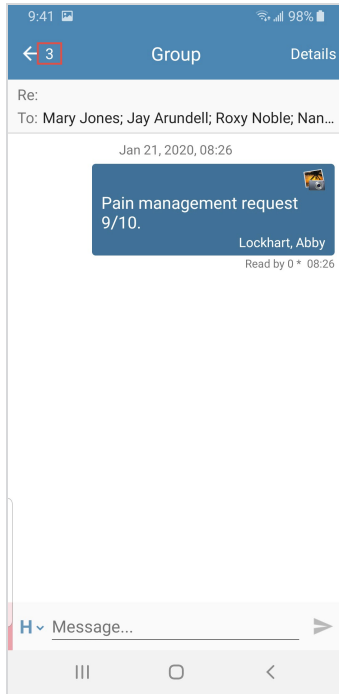 9:41 98%
3 Group Details
Re:
To: Mary Jones; Jay Arundell; Roxy Noble; Nan...
Jan 21, 2020, 08:26
Pain management request
9/10.
Lockhart, Abby
Read by 0 * 08:26
H Message...